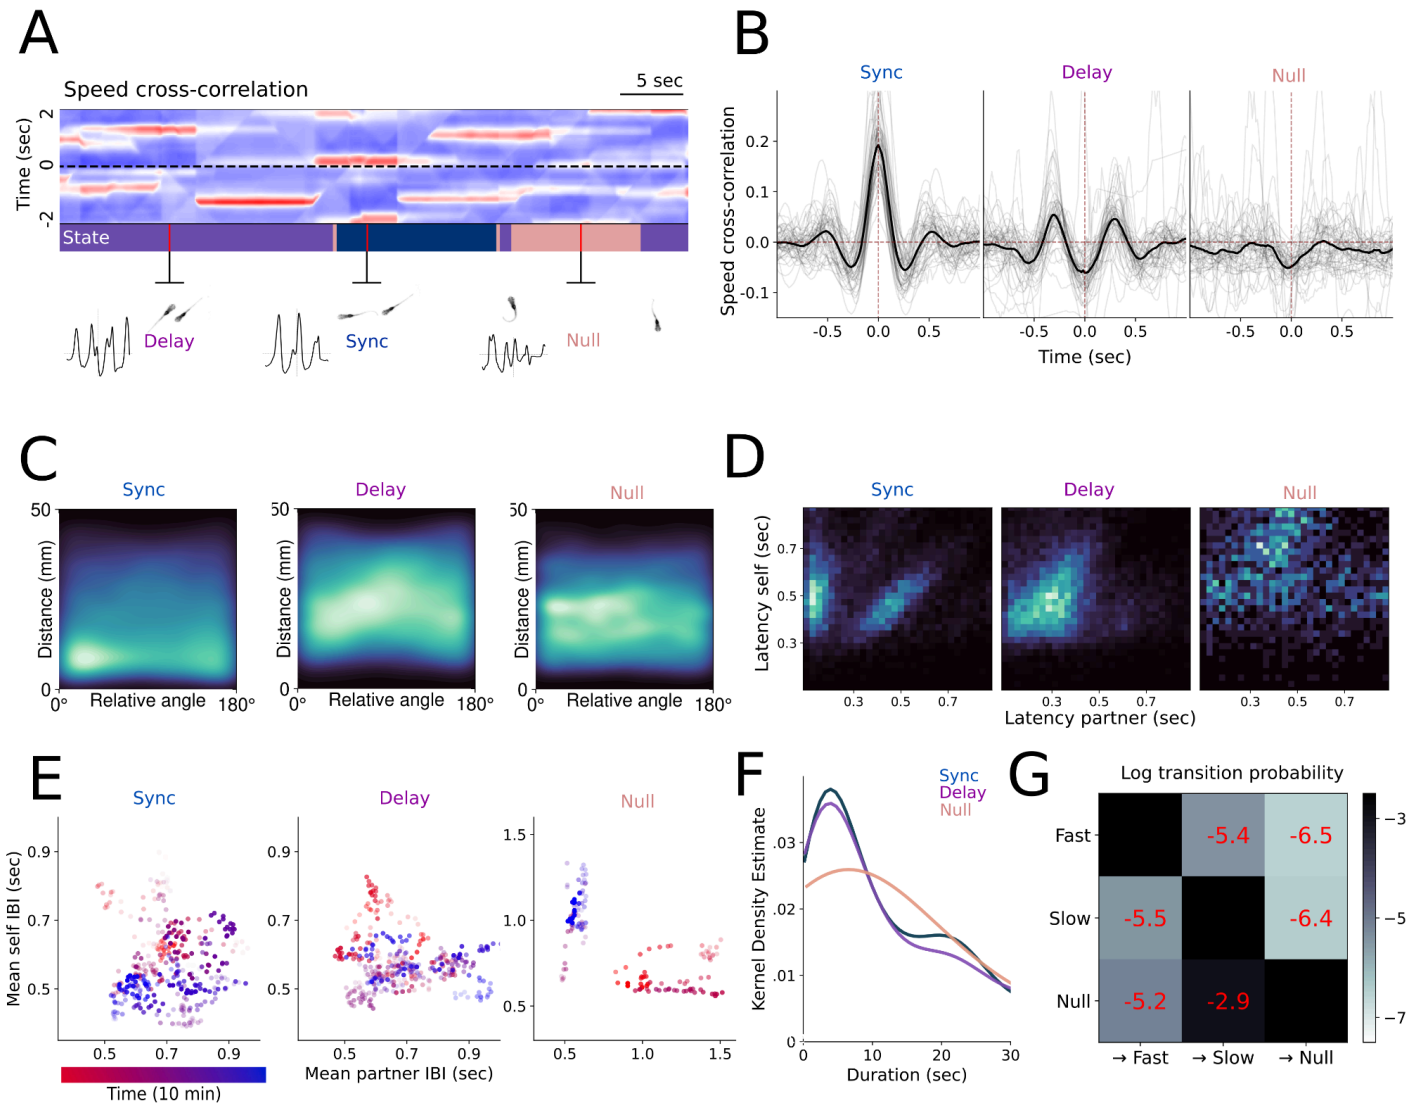 A
Speed cross-correlation
5 sec
Time (sec)
2
0
-2
State
Delay
Sync
Null
B
Sync
Delay
Null
Speed cross-correlation
0.2
0.1
0.0
-0.1
-0.5 0.0 0.5
-0.5 0.0 0.5
-0.5 0.0 0.5
Time (sec)
C
Sync
Delay
Null
Distance (mm)
50
0
0° Relative angle 180°
Distance (mm)
50
0
0° Relative angle 180°
Distance (mm)
50
0
0° Relative angle 180°
D
Sync
Delay
Null
Latency self (sec)
0.7
0.5
0.3
0.3 0.5 0.7
0.3 0.5 0.7
0.3 0.5 0.7
Latency partner (sec)
E
Sync
Delay
Null
Mean self IBI (sec)
0.9
0.7
0.5
0.5 0.7 0.9
0.9
0.7
0.5
0.5 0.7 0.9
1.5
1.0
0.5
0.5 1.0 1.5
Mean partner IBI (sec)
Time (10 min)
F
Sync
Delay
Null
Kernel Density Estimate
.03
.02
.01
0
0 10 20 30
Duration (sec)
G
Log transition probability
Fast -5.4 -6.5
Slow -5.5 -6.4
Null -5.2 -2.9
→ Fast → Slow → Null
−3
−5
−7